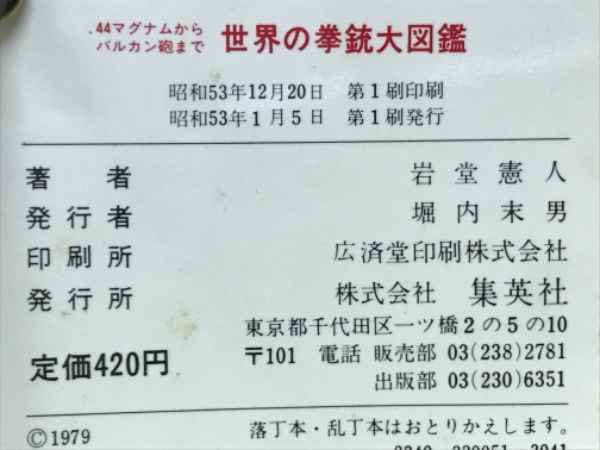 .44マグナムから
バルカン砲まで
世界の拳銃大図鑑
昭和53年12月20日 第1刷印刷
昭和53年1月5日 第1刷発行
著者 岩堂憲人
発行者 堀内末男
印刷所 広済堂印刷株式会社
発行所 株式会社 集英社
東京都千代田区一ツ橋2の5の10
〒101 電話 販売部 03(238)2781
出版部 03(230)6351
定価420円
©1979
落丁本・乱丁本はおとりかえします。